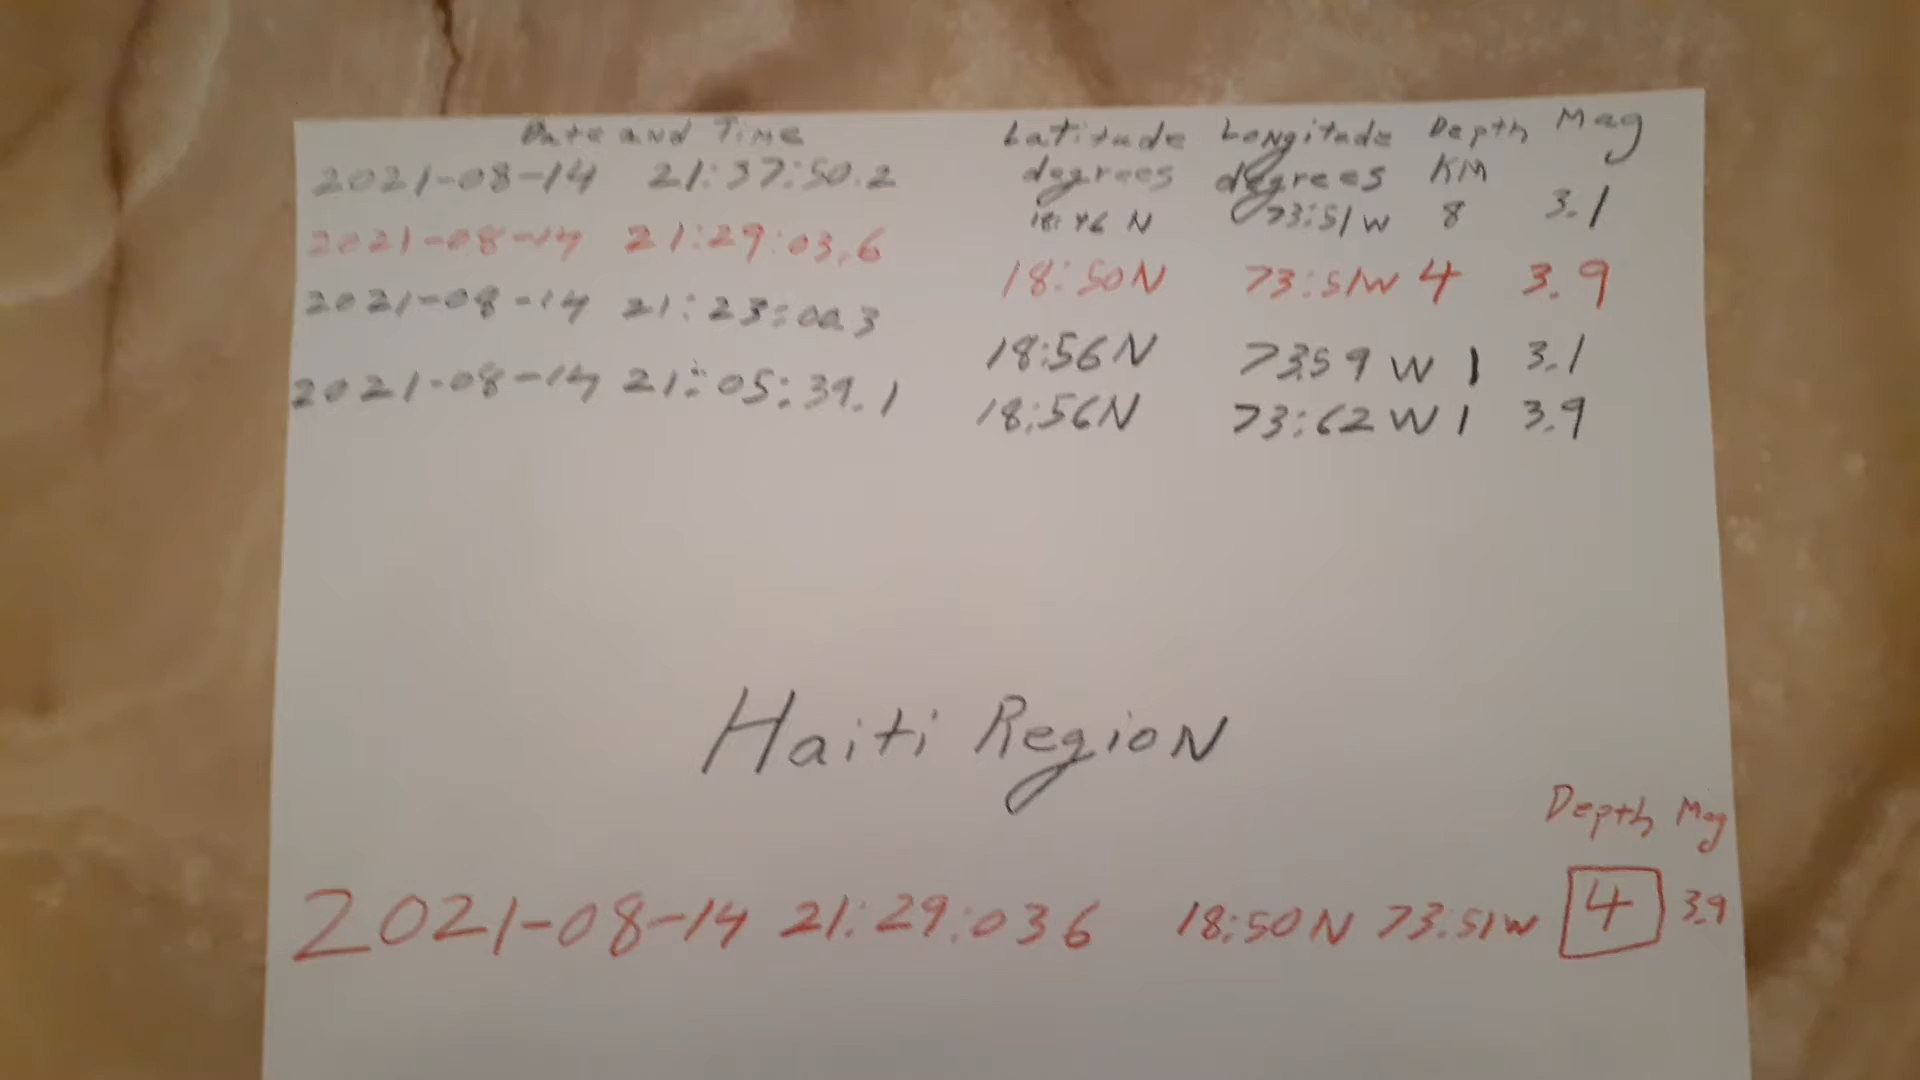 Date and Time Latitude Longitude Depth Mag
degrees degrees KM
2021-08-14 21:37:50.2 18:46 N 73:51 W 8 3.1
2021-08-14 21:29:03.6 18:50N 73:51W 4 3.9
2021-08-14 21:23:00.3 18:56N 7359 W 1 3.1
2021-08-14 21:05:39.1 18:56N 73:62 W 1 3.9
Haiti Region
Depth Mag
2021-08-14 21:29:036 18:50N 73:51W 4 3.9